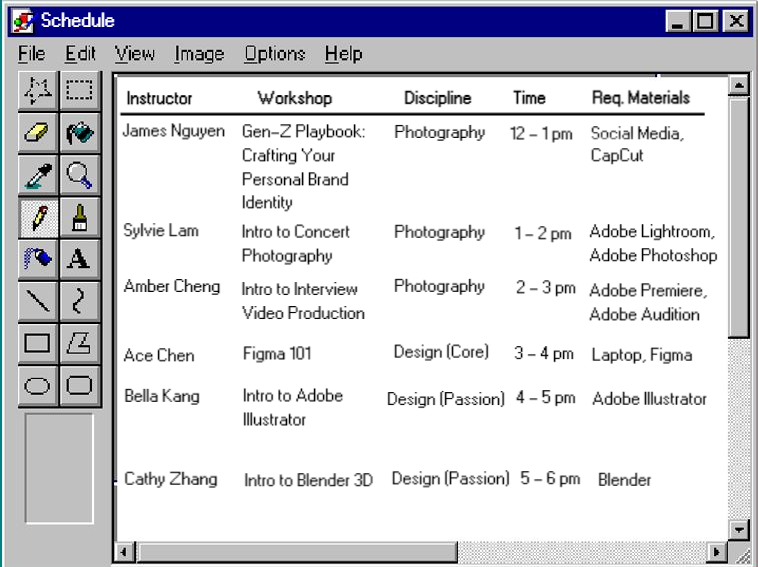 Schedule
File Edit View Image Options Help
Instructor Workshop Discipline Time Req. Materials
James Nguyen Gen-Z Playbook: Photography 12 – 1 pm Social Media,
Crafting Your CapCut
Personal Brand
Identity
Sylvie Lam Intro to Concert Photography 1 – 2 pm Adobe Lightroom,
Photography Adobe Photoshop
Amber Cheng Intro to Interview Photography 2 – 3 pm Adobe Premiere,
Video Production Adobe Audition
Ace Chen Figma 101 Design (Core) 3 – 4 pm Laptop, Figma
Bella Kang Intro to Adobe Design (Passion) 4 – 5 pm Adobe Illustrator
Illustrator
Cathy Zhang Intro to Blender 3D Design (Passion) 5 – 6 pm Blender
A